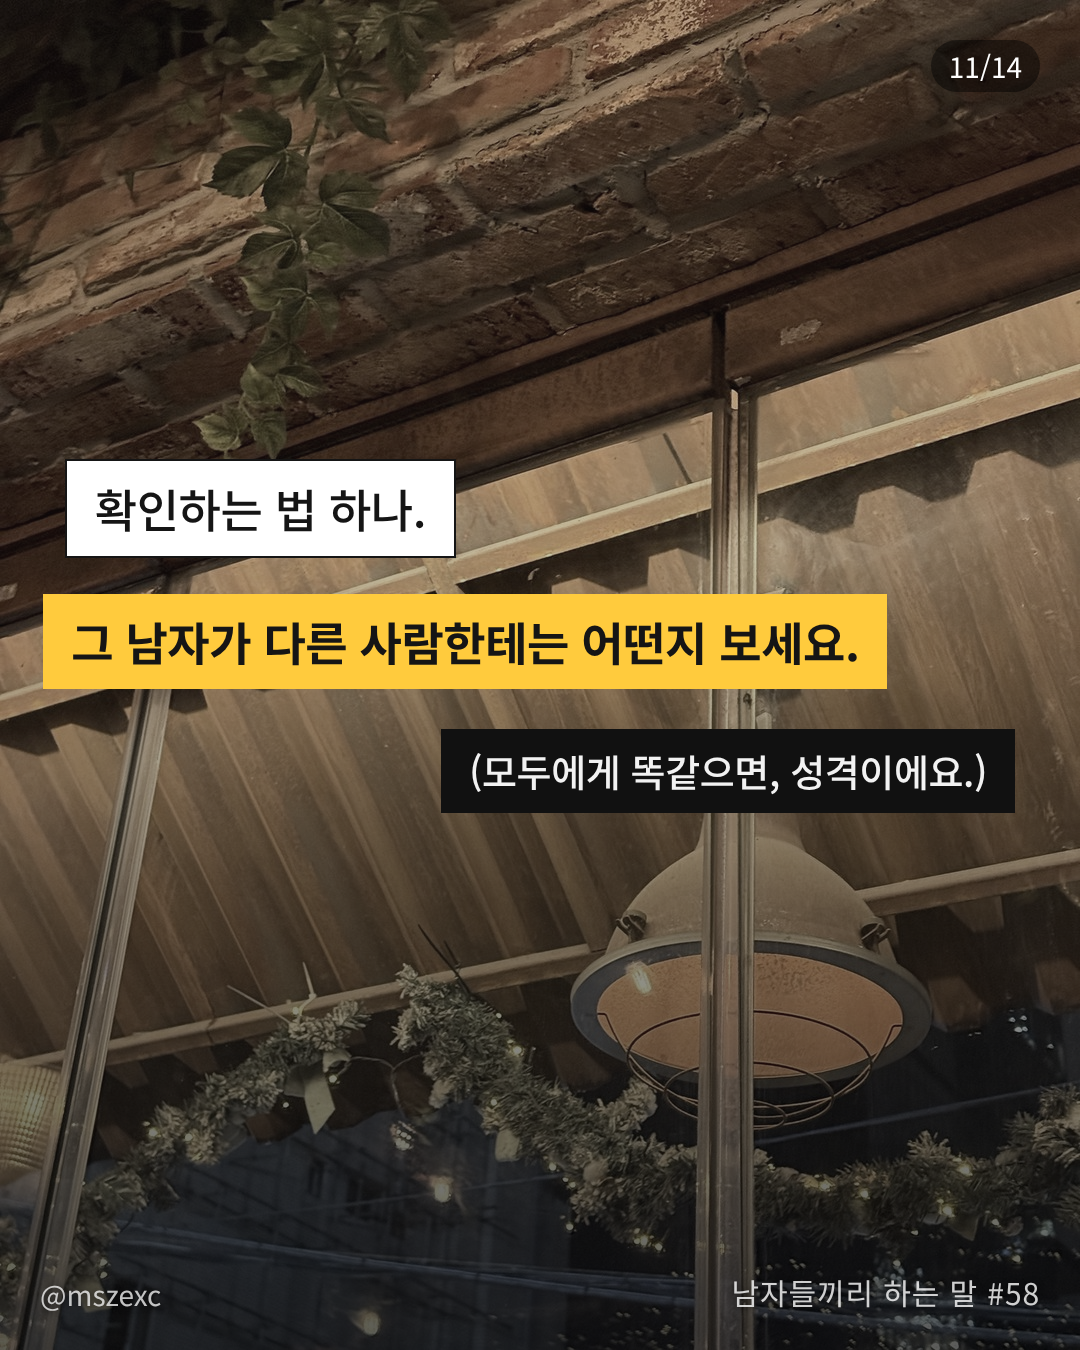 11/14
확인하는 법 하나.
그 남자가 다른 사람한테는 어떤지 보세요.
(모두에게 똑같으면, 성격이에요.)
@mszexc
남자들끼리 하는 말 #58